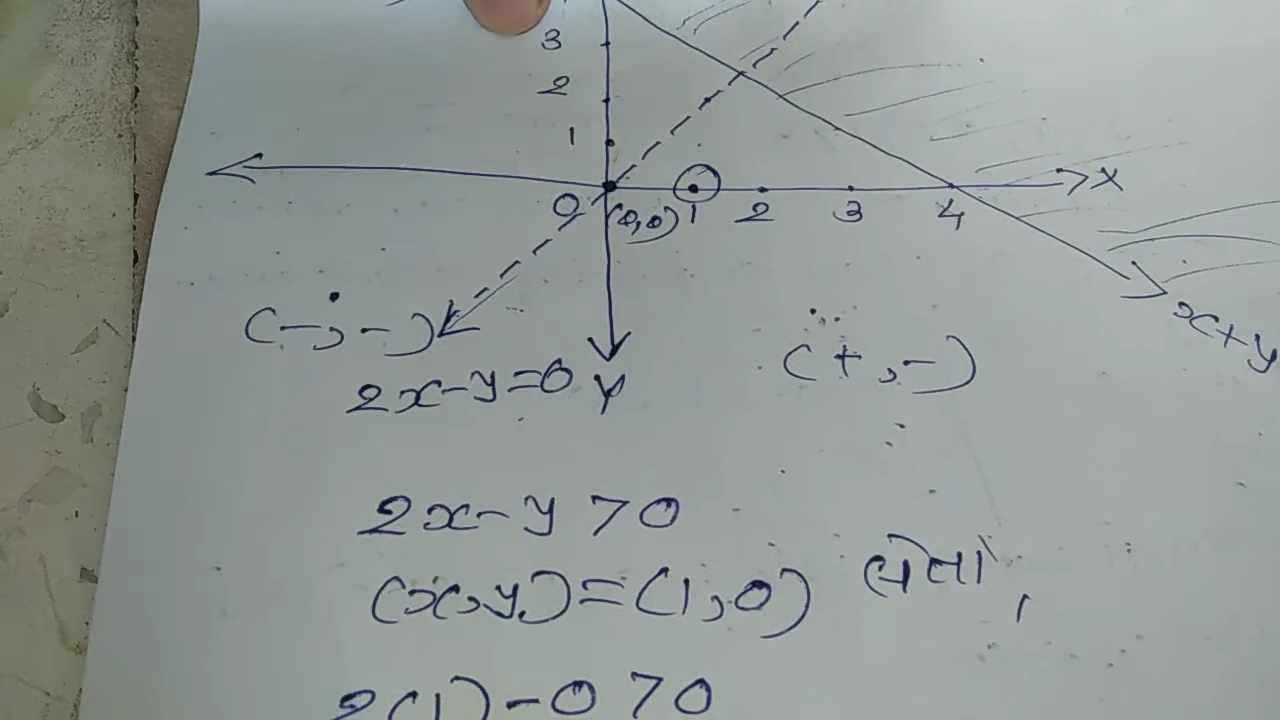 3
2
1
X
0 (0,0) 1 2 3 4
x+y
(-,-)
(+,-)
2x-y=0 Y
2x-y>0
(x,y)=(1,0) લેતાં,
2(1)-0>0